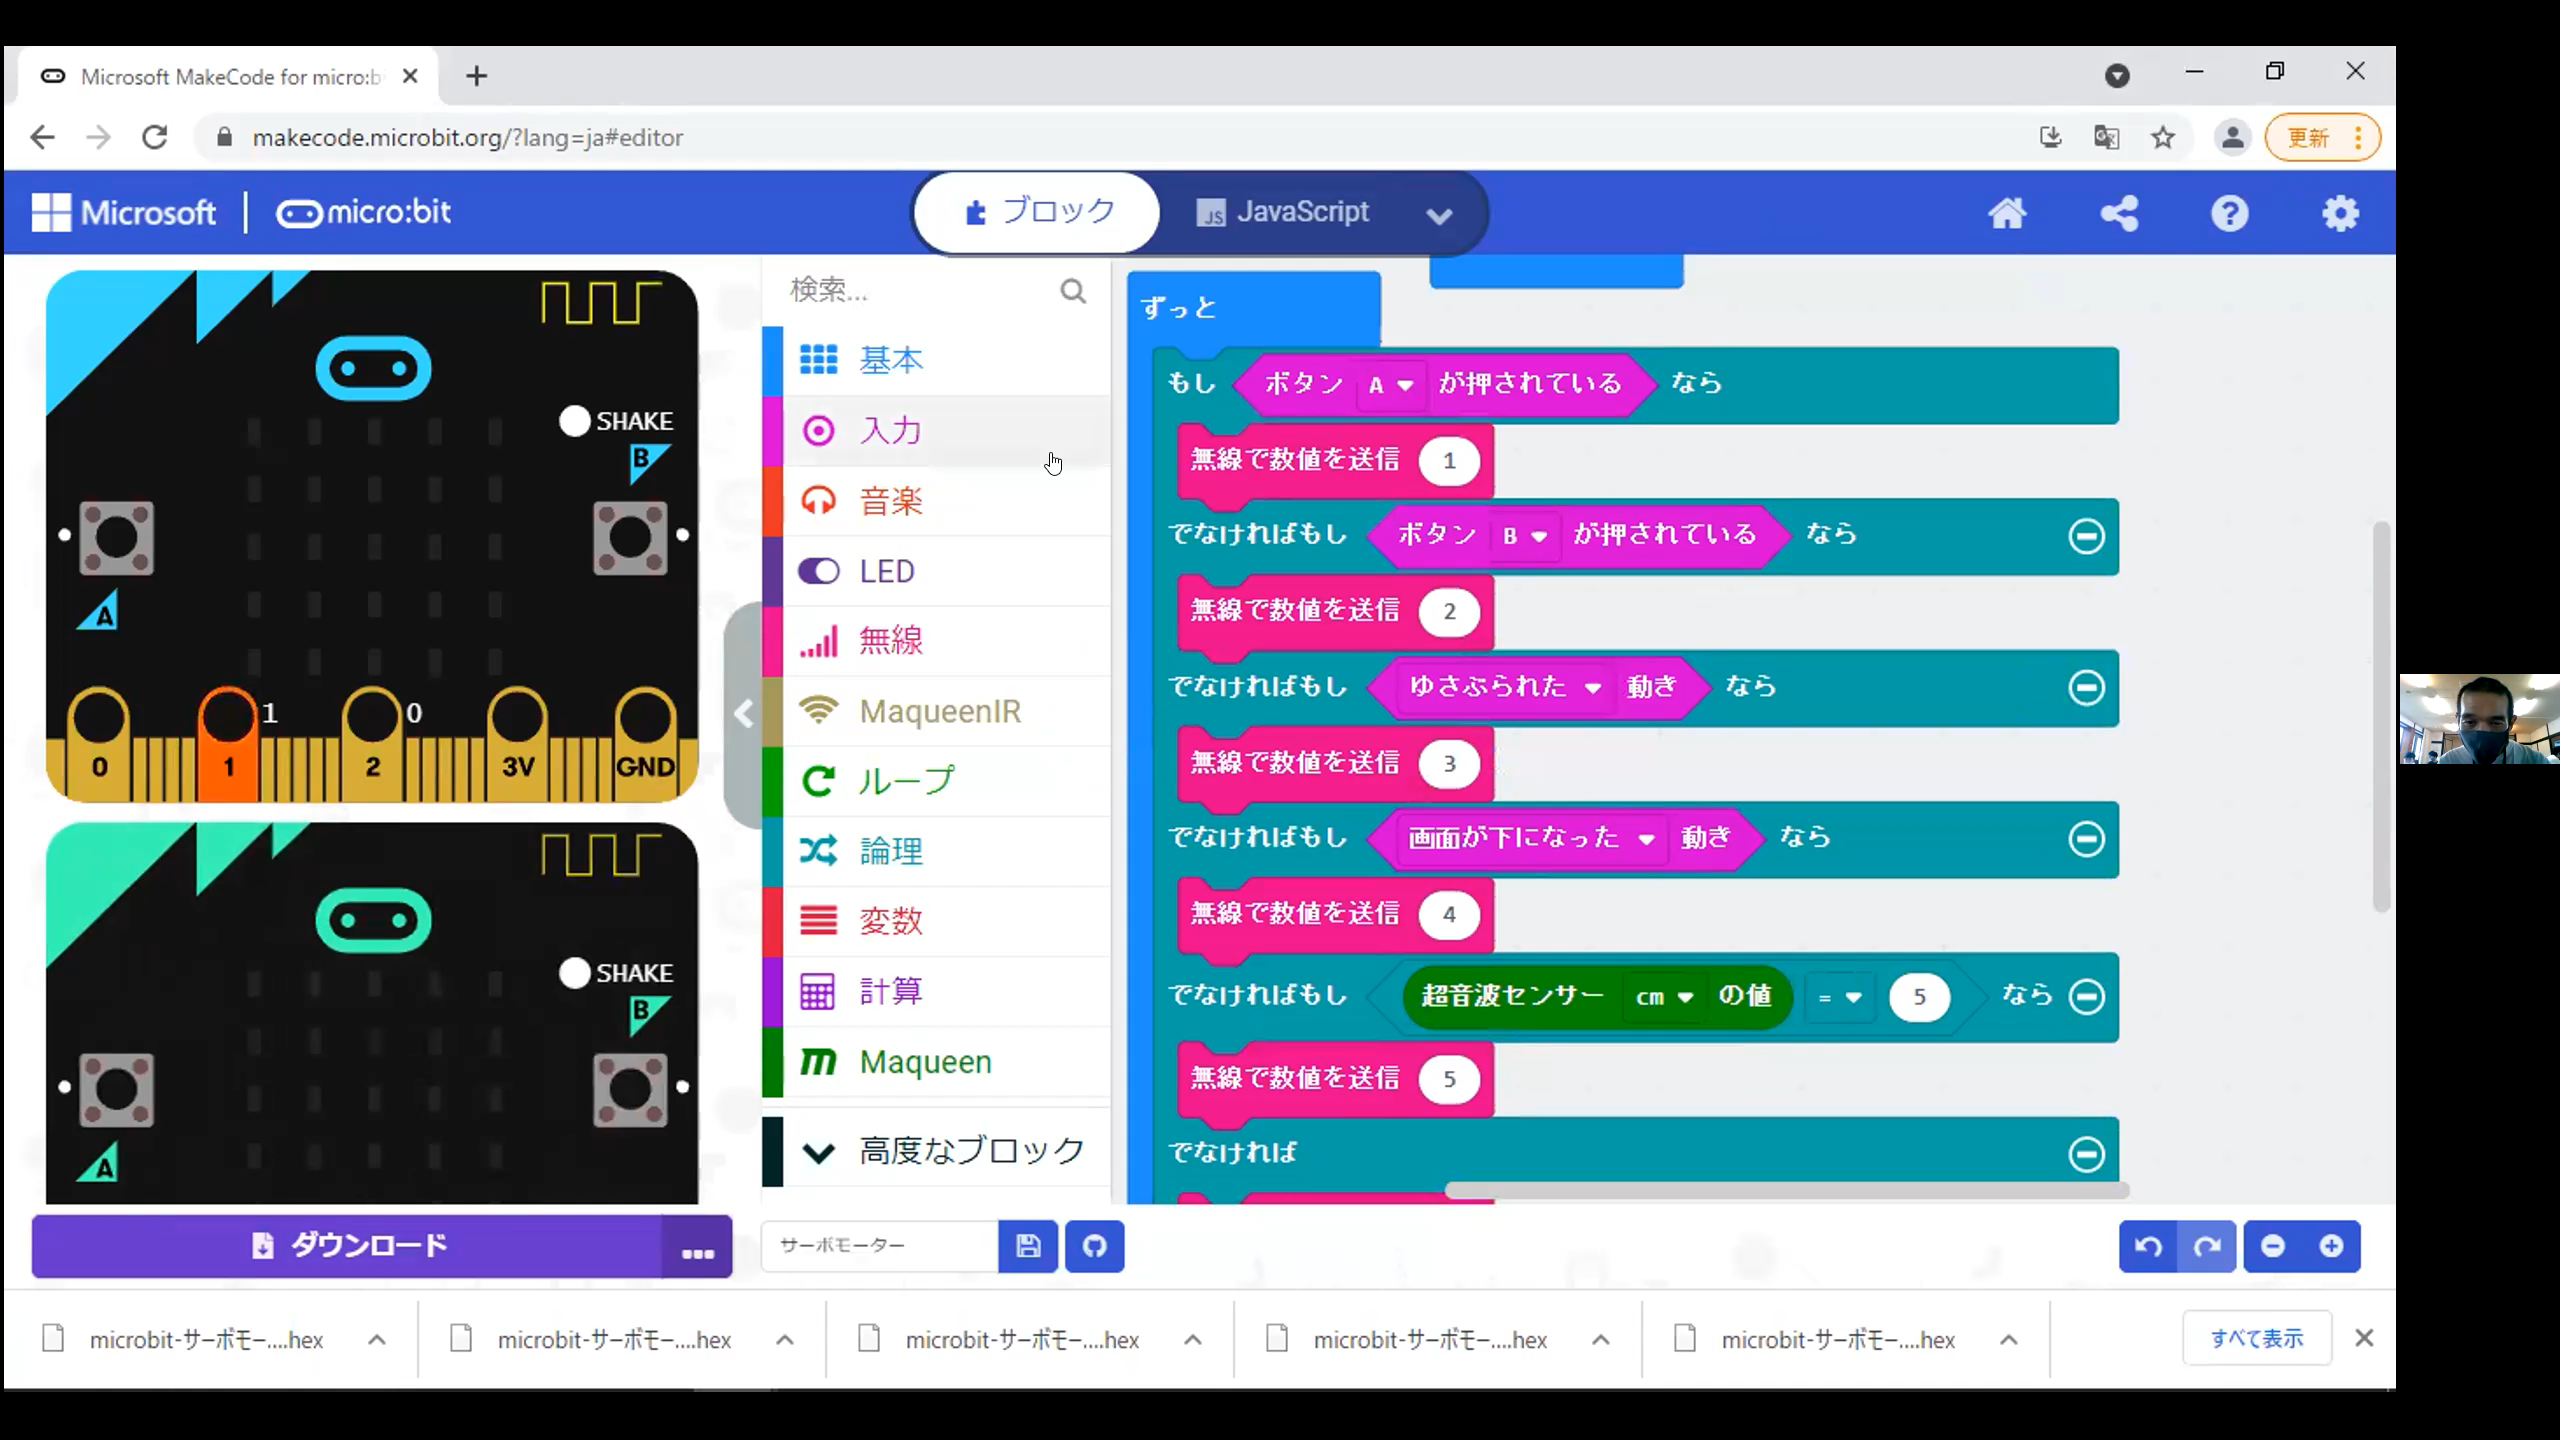 Microsoft MakeCode for micro:b
makecode.microbit.org/?lang=ja#editor
更新
Microsoft
micro:bit
ブロック
JS JavaScript
SHAKE
B
A
1
0
0
1
2
3V
GND
SHAKE
B
A
ダウンロード
検索...
基本
入力
音楽
LED
無線
MaqueenIR
ループ
論理
変数
計算
Maqueen
高度なブロック
ずっと
もし ボタン A が押されている なら
無線で数値を送信 1
でなければもし ボタン B が押されている なら
無線で数値を送信 2
でなければもし ゆさぶられた 動き なら
無線で数値を送信 3
でなければもし 画面が下になった 動き なら
無線で数値を送信 4
でなければもし 超音波センサー cm の値 = 5 なら
無線で数値を送信 5
でなければ
サーボモーター
microbit-サーボモー....hex
microbit-サーボモー....hex
microbit-サーボモー....hex
microbit-サーボモー....hex
microbit-サーボモー....hex
すべて表示